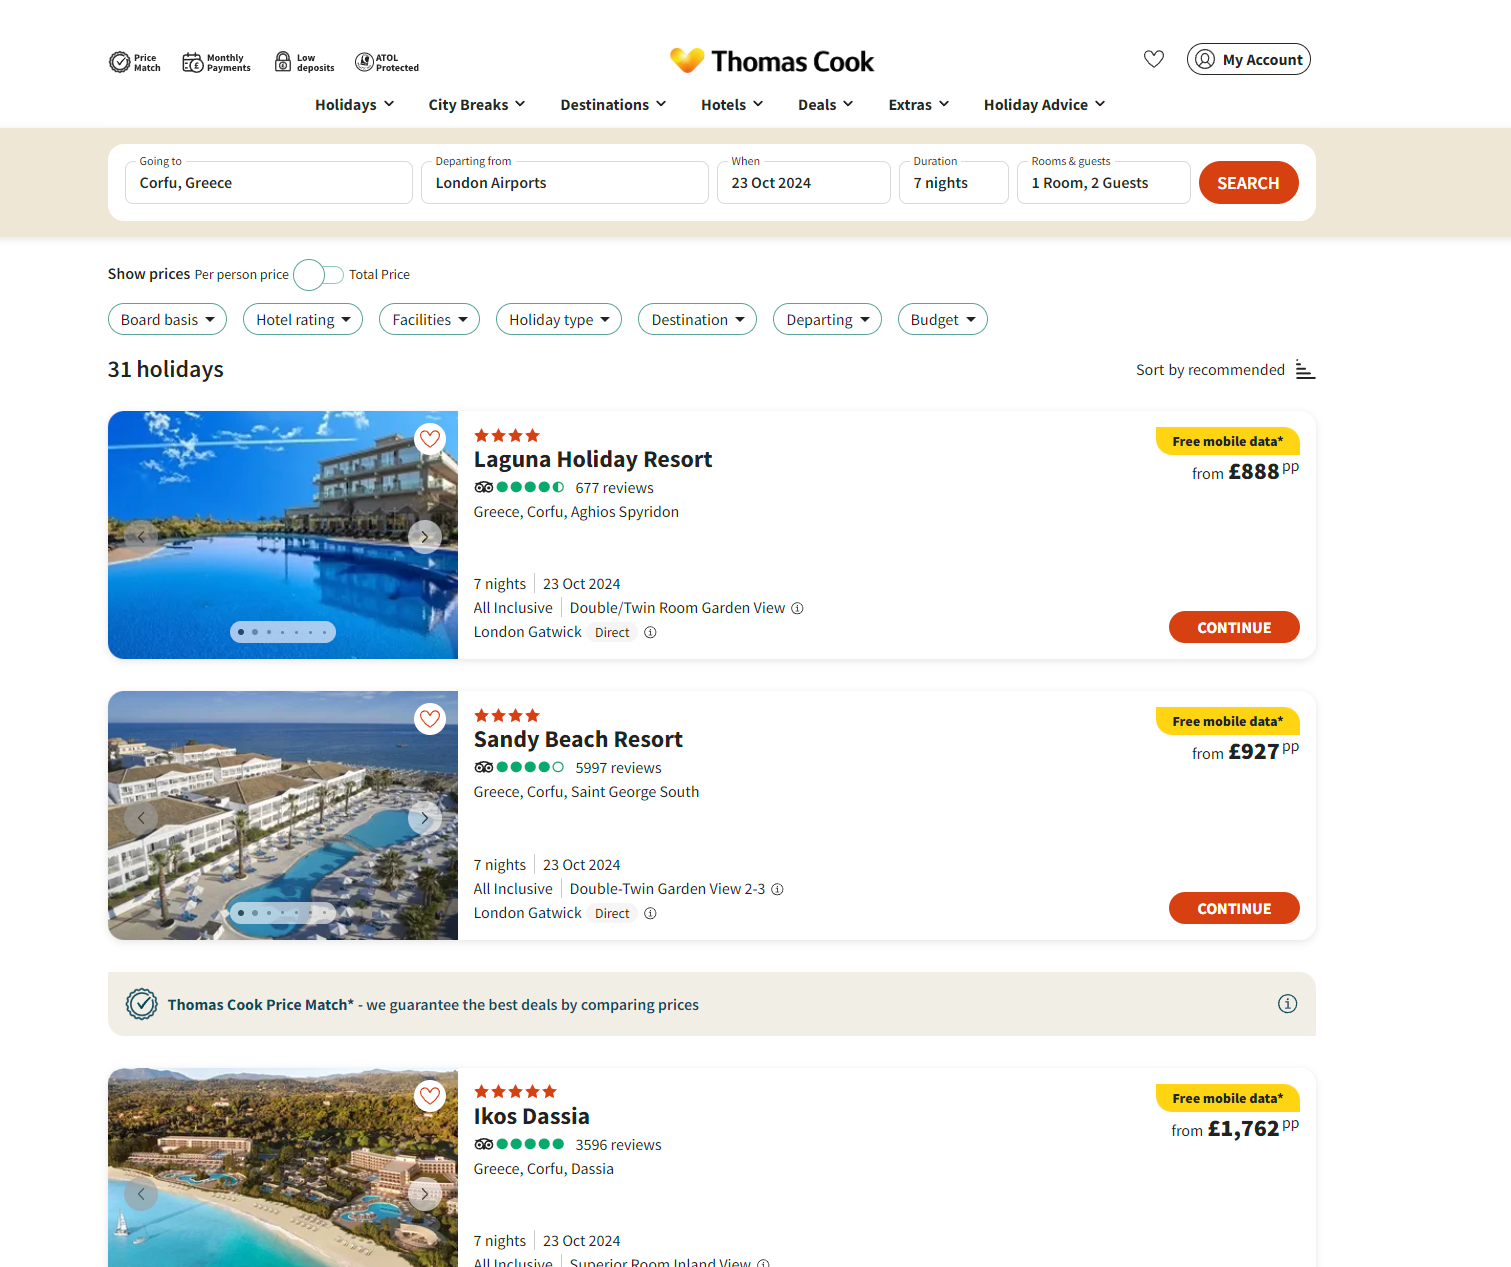 Price Match
Monthly Payments
Low deposits
ATOL Protected
Thomas Cook
My Account
Holidays
City Breaks
Destinations
Hotels
Deals
Extras
Holiday Advice
Going to
Corfu, Greece
Departing from
London Airports
When
23 Oct 2024
Duration
7 nights
Rooms & guests
1 Room, 2 Guests
SEARCH
Show prices Per person price Total Price
Board basis
Hotel rating
Facilities
Holiday type
Destination
Departing
Budget
31 holidays
Sort by recommended
Laguna Holiday Resort
677 reviews
Greece, Corfu, Aghios Spyridon
7 nights 23 Oct 2024
All Inclusive Double/Twin Room Garden View
London Gatwick Direct
Free mobile data*
from £888 pp
CONTINUE
Sandy Beach Resort
5997 reviews
Greece, Corfu, Saint George South
7 nights 23 Oct 2024
All Inclusive Double-Twin Garden View 2-3
London Gatwick Direct
Free mobile data*
from £927 pp
CONTINUE
Thomas Cook Price Match* - we guarantee the best deals by comparing prices
Ikos Dassia
3596 reviews
Greece, Corfu, Dassia
7 nights 23 Oct 2024
All Inclusive Superior Room Inland View
Free mobile data*
from £1,762 pp